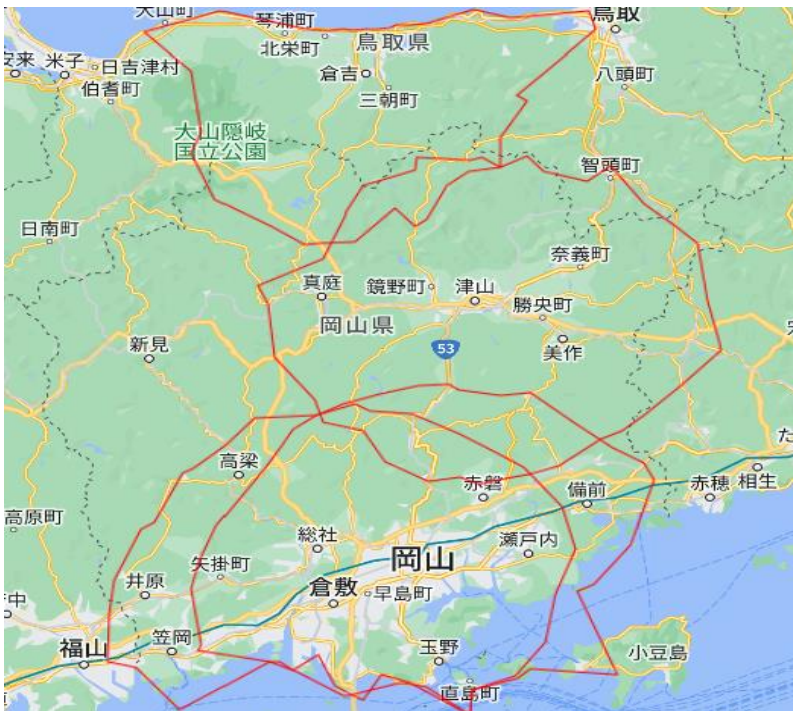 大山町
琴浦町
鳥取
北栄町
鳥取県
米子
日吉津村
倉吉
八頭町
伯耆町
三朝町
大山隠岐
国立公園
智頭町
日南町
奈義町
真庭
鏡野町
津山
勝央町
岡山県
新見
53
美作
高梁
赤磐
備前
赤穂
相生
高原町
総社
岡山
瀬戸内
矢掛町
井原
倉敷
早島町
福山
笠岡
玉野
小豆島
直島町